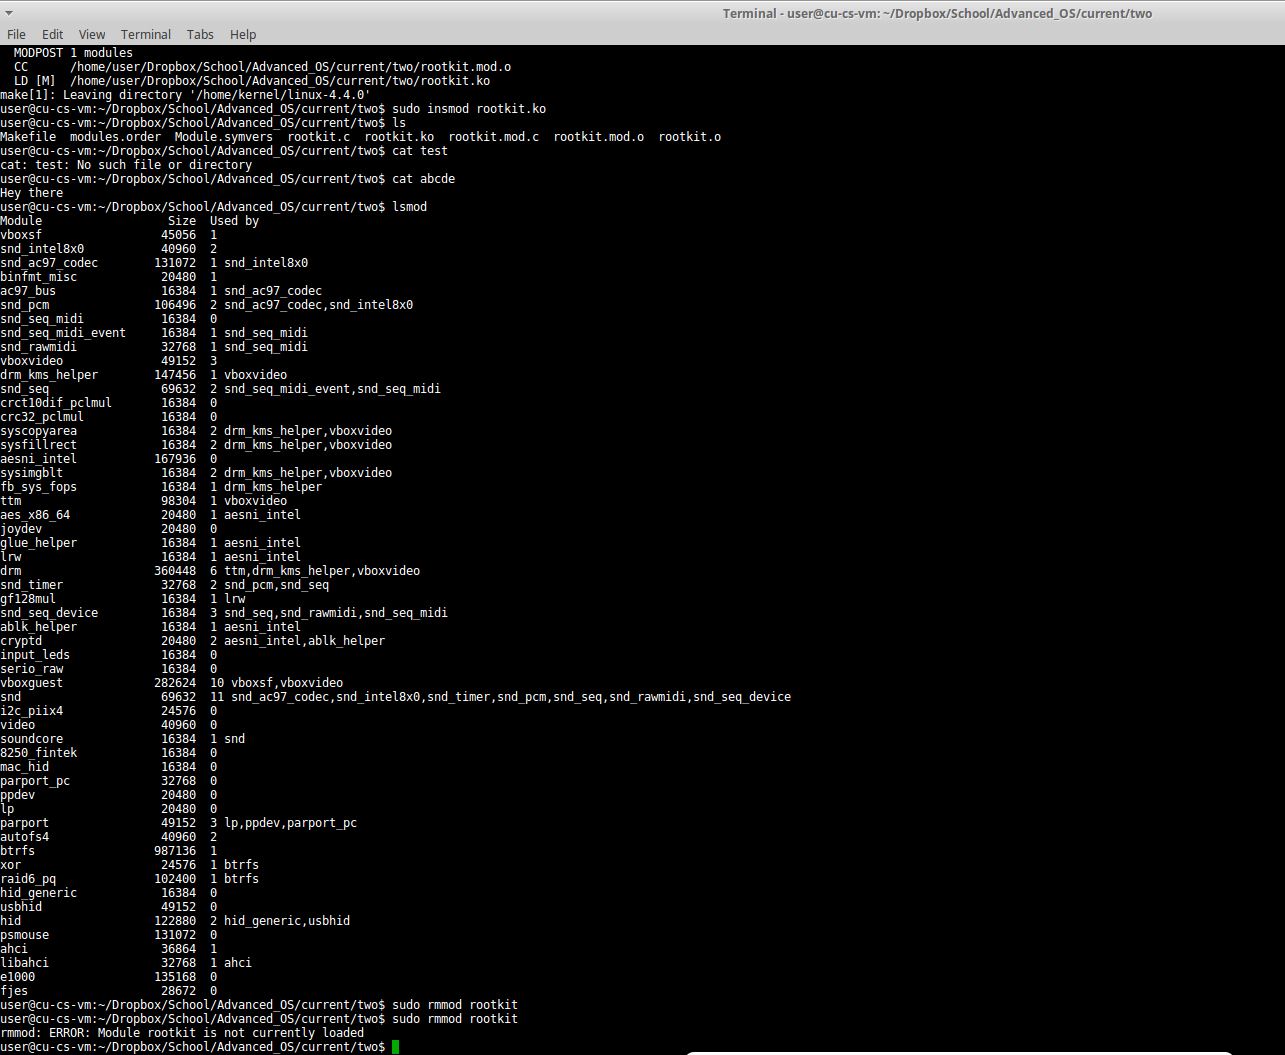 Terminal - user@cu-cs-vm: ~/Dropbox/School/Advanced_OS/current/two
File Edit View Terminal Tabs Help
  MODPOST 1 modules
  CC      /home/user/Dropbox/School/Advanced_OS/current/two/rootkit.mod.o
  LD [M]  /home/user/Dropbox/School/Advanced_OS/current/two/rootkit.ko
make[1]: Leaving directory '/home/kernel/linux-4.4.0'
user@cu-cs-vm:~/Dropbox/School/Advanced_OS/current/two$ sudo insmod rootkit.ko
user@cu-cs-vm:~/Dropbox/School/Advanced_OS/current/two$ ls
Makefile  modules.order  Module.symvers  rootkit.c  rootkit.ko  rootkit.mod.c  rootkit.mod.o  rootkit.o
user@cu-cs-vm:~/Dropbox/School/Advanced_OS/current/two$ cat test
cat: test: No such file or directory
user@cu-cs-vm:~/Dropbox/School/Advanced_OS/current/two$ cat abcde
Hey there
user@cu-cs-vm:~/Dropbox/School/Advanced_OS/current/two$ lsmod
Module                  Size  Used by
vboxsf                 45056  1
snd_intel8x0           40960  2
snd_ac97_codec        131072  1 snd_intel8x0
binfmt_misc            20480  1
ac97_bus               16384  1 snd_ac97_codec
snd_pcm               106496  2 snd_ac97_codec,snd_intel8x0
snd_seq_midi           16384  0
snd_seq_midi_event     16384  1 snd_seq_midi
snd_rawmidi            32768  1 snd_seq_midi
vboxvideo              49152  3
drm_kms_helper        147456  1 vboxvideo
snd_seq                69632  2 snd_seq_midi_event,snd_seq_midi
crct10dif_pclmul       16384  0
crc32_pclmul           16384  0
syscopyarea            16384  2 drm_kms_helper,vboxvideo
sysfillrect            16384  2 drm_kms_helper,vboxvideo
aesni_intel           167936  0
sysimgblt              16384  2 drm_kms_helper,vboxvideo
fb_sys_fops            16384  1 drm_kms_helper
ttm                    98304  1 vboxvideo
aes_x86_64             20480  1 aesni_intel
joydev                 20480  0
glue_helper            16384  1 aesni_intel
lrw                    16384  1 aesni_intel
drm                   360448  6 ttm,drm_kms_helper,vboxvideo
snd_timer              32768  2 snd_pcm,snd_seq
gf128mul               16384  1 lrw
snd_seq_device         16384  3 snd_seq,snd_rawmidi,snd_seq_midi
ablk_helper            16384  1 aesni_intel
cryptd                 20480  2 aesni_intel,ablk_helper
input_leds             16384  0
serio_raw              16384  0
vboxguest             282624  10 vboxsf,vboxvideo
snd                    69632  11 snd_ac97_codec,snd_intel8x0,snd_timer,snd_pcm,snd_seq,snd_rawmidi,snd_seq_device
i2c_piix4              24576  0
video                  40960  0
soundcore              16384  1 snd
8250_fintek            16384  0
mac_hid                16384  0
parport_pc             32768  0
ppdev                  20480  0
lp                     20480  0
parport                49152  3 lp,ppdev,parport_pc
autofs4                40960  2
btrfs                 987136  1
xor                    24576  1 btrfs
raid6_pq              102400  1 btrfs
hid_generic            16384  0
usbhid                 49152  0
hid                   122880  2 hid_generic,usbhid
psmouse               131072  0
ahci                   36864  1
libahci                32768  1 ahci
e1000                 135168  0
fjes                   28672  0
user@cu-cs-vm:~/Dropbox/School/Advanced_OS/current/two$ sudo rmmod rootkit
user@cu-cs-vm:~/Dropbox/School/Advanced_OS/current/two$ sudo rmmod rootkit
rmmod: ERROR: Module rootkit is not currently loaded
user@cu-cs-vm:~/Dropbox/School/Advanced_OS/current/two$